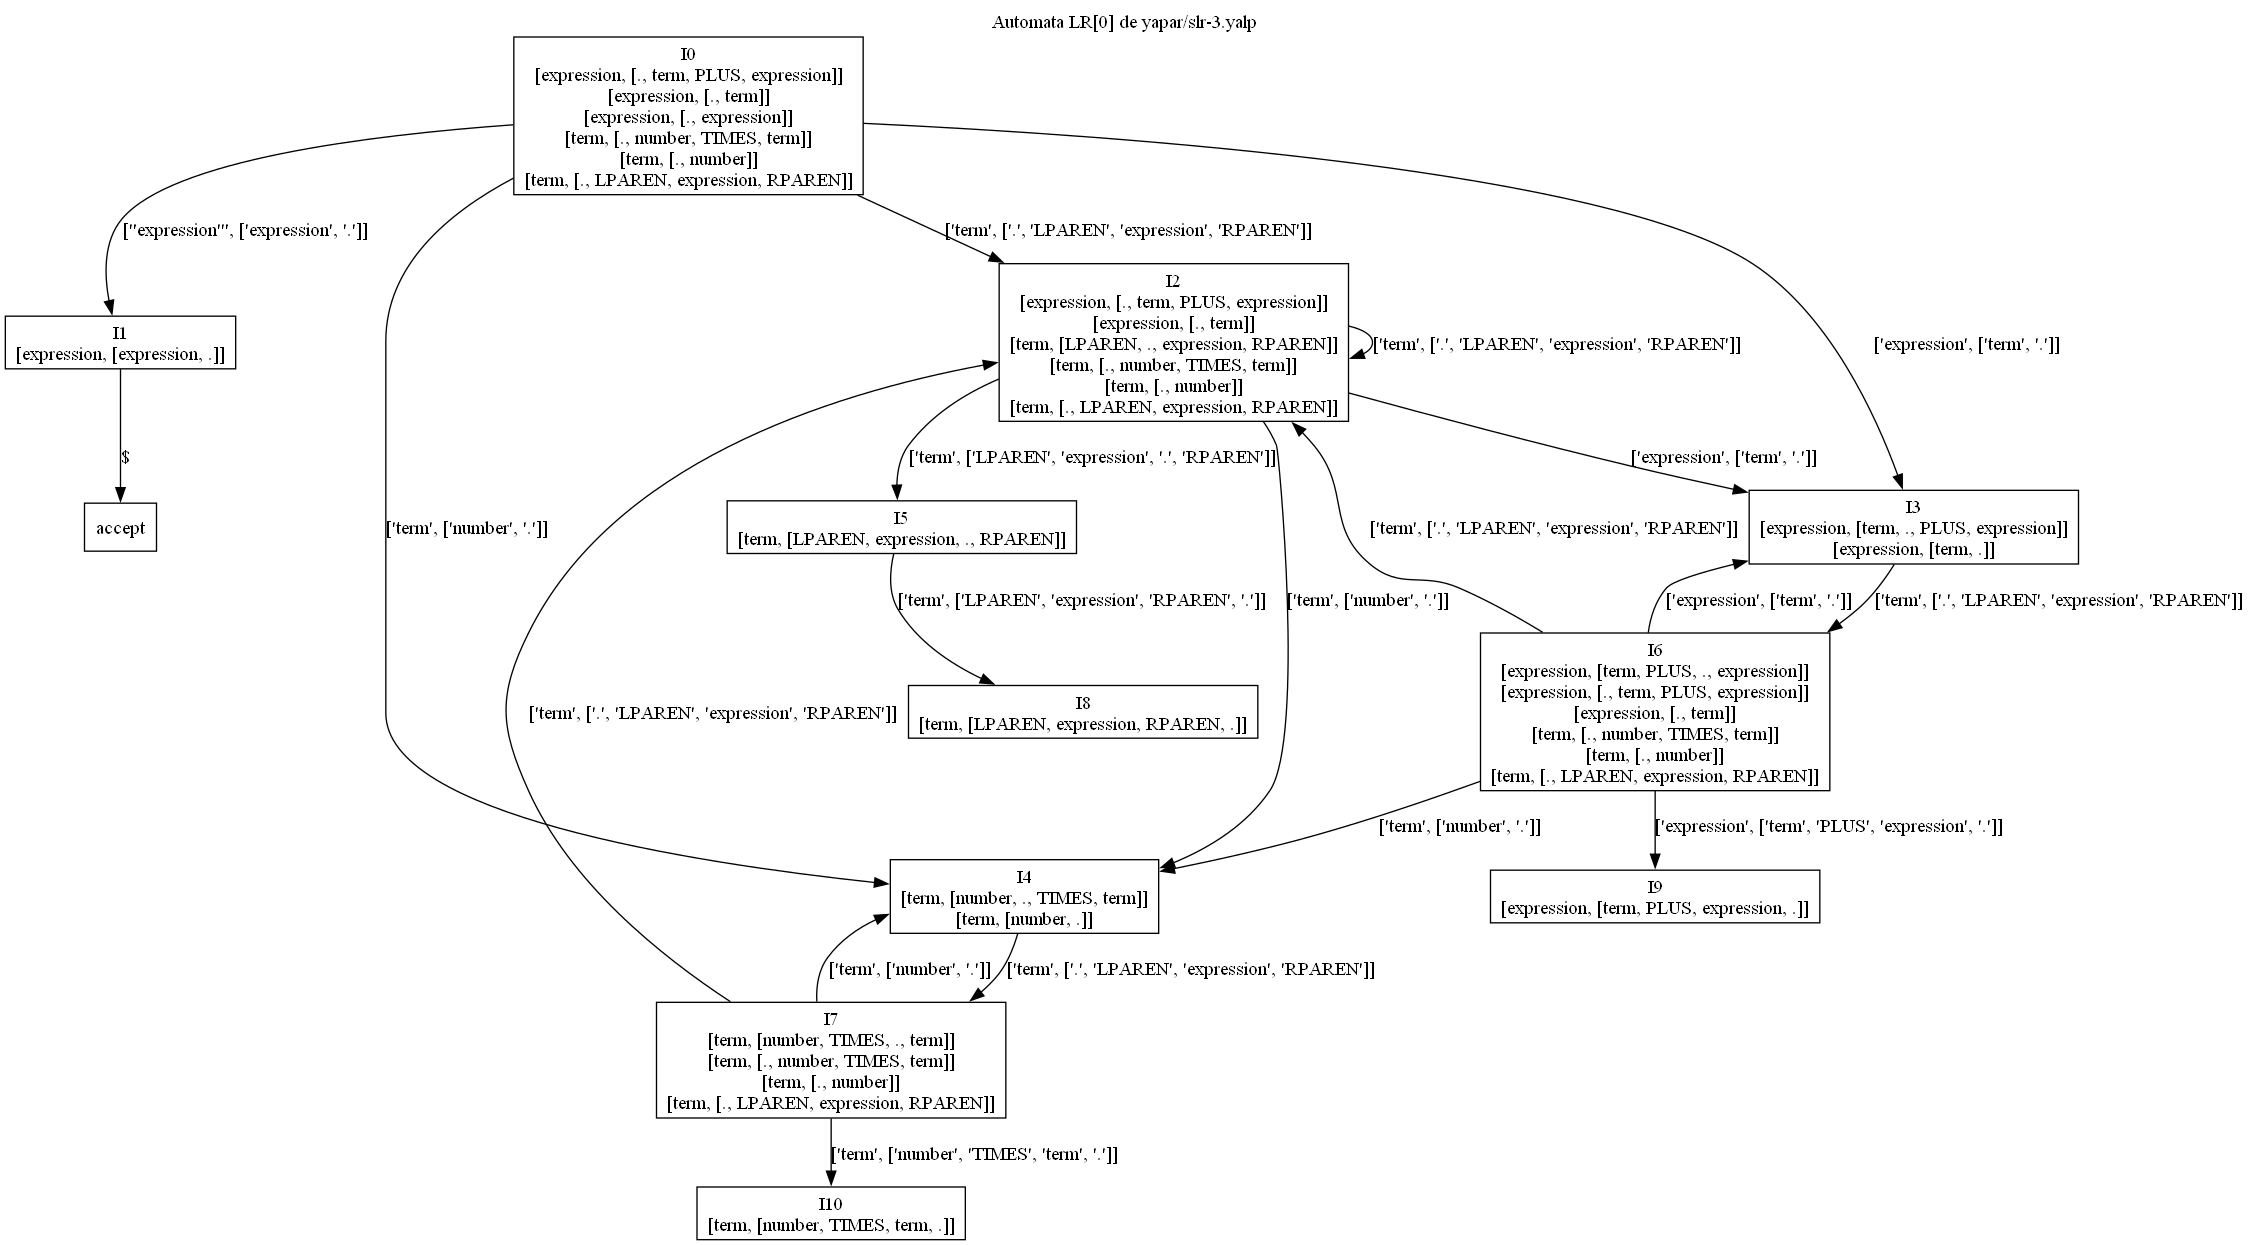 Automata LR[0] de yapar/slr-3.yalp
I0
[expression, [., term, PLUS, expression]]
[expression, [., term]]
[expression, [., expression]]
[term, [., number, TIMES, term]]
[term, [., number]]
[term, [., LPAREN, expression, RPAREN]]
["expression'", ['expression', '.']]
['term', ['.', 'LPAREN', 'expression', 'RPAREN']]
I2
[expression, [., term, PLUS, expression]]
[expression, [., term]]
[term, [LPAREN, ., expression, RPAREN]]
[term, [., number, TIMES, term]]
[term, [., number]]
[term, [., LPAREN, expression, RPAREN]]
['term', ['.', 'LPAREN', 'expression', 'RPAREN']]
['expression', ['term', '.']]
I1
[expression, [expression, .]]
$
['term', ['LPAREN', 'expression', '.', 'RPAREN']]
['expression', ['term', '.']]
accept
['term', ['number', '.']]
I5
[term, [LPAREN, expression, ., RPAREN]]
['term', ['.', 'LPAREN', 'expression', 'RPAREN']]
I3
[expression, [term, ., PLUS, expression]]
[expression, [term, .]]
['term', ['LPAREN', 'expression', 'RPAREN', '.']]
['term', ['number', '.']]
['expression', ['term', '.']]
['term', ['.', 'LPAREN', 'expression', 'RPAREN']]
I6
[expression, [term, PLUS, ., expression]]
[expression, [., term, PLUS, expression]]
[expression, [., term]]
[term, [., number, TIMES, term]]
[term, [., number]]
[term, [., LPAREN, expression, RPAREN]]
['term', ['.', 'LPAREN', 'expression', 'RPAREN']]
I8
[term, [LPAREN, expression, RPAREN, .]]
['term', ['number', '.']]
['expression', ['term', 'PLUS', 'expression', '.']]
I4
[term, [number, ., TIMES, term]]
[term, [number, .]]
I9
[expression, [term, PLUS, expression, .]]
['term', ['number', '.']]
['term', ['.', 'LPAREN', 'expression', 'RPAREN']]
I7
[term, [number, TIMES, ., term]]
[term, [., number, TIMES, term]]
[term, [., number]]
[term, [., LPAREN, expression, RPAREN]]
['term', ['number', 'TIMES', 'term', '.']]
I10
[term, [number, TIMES, term, .]]